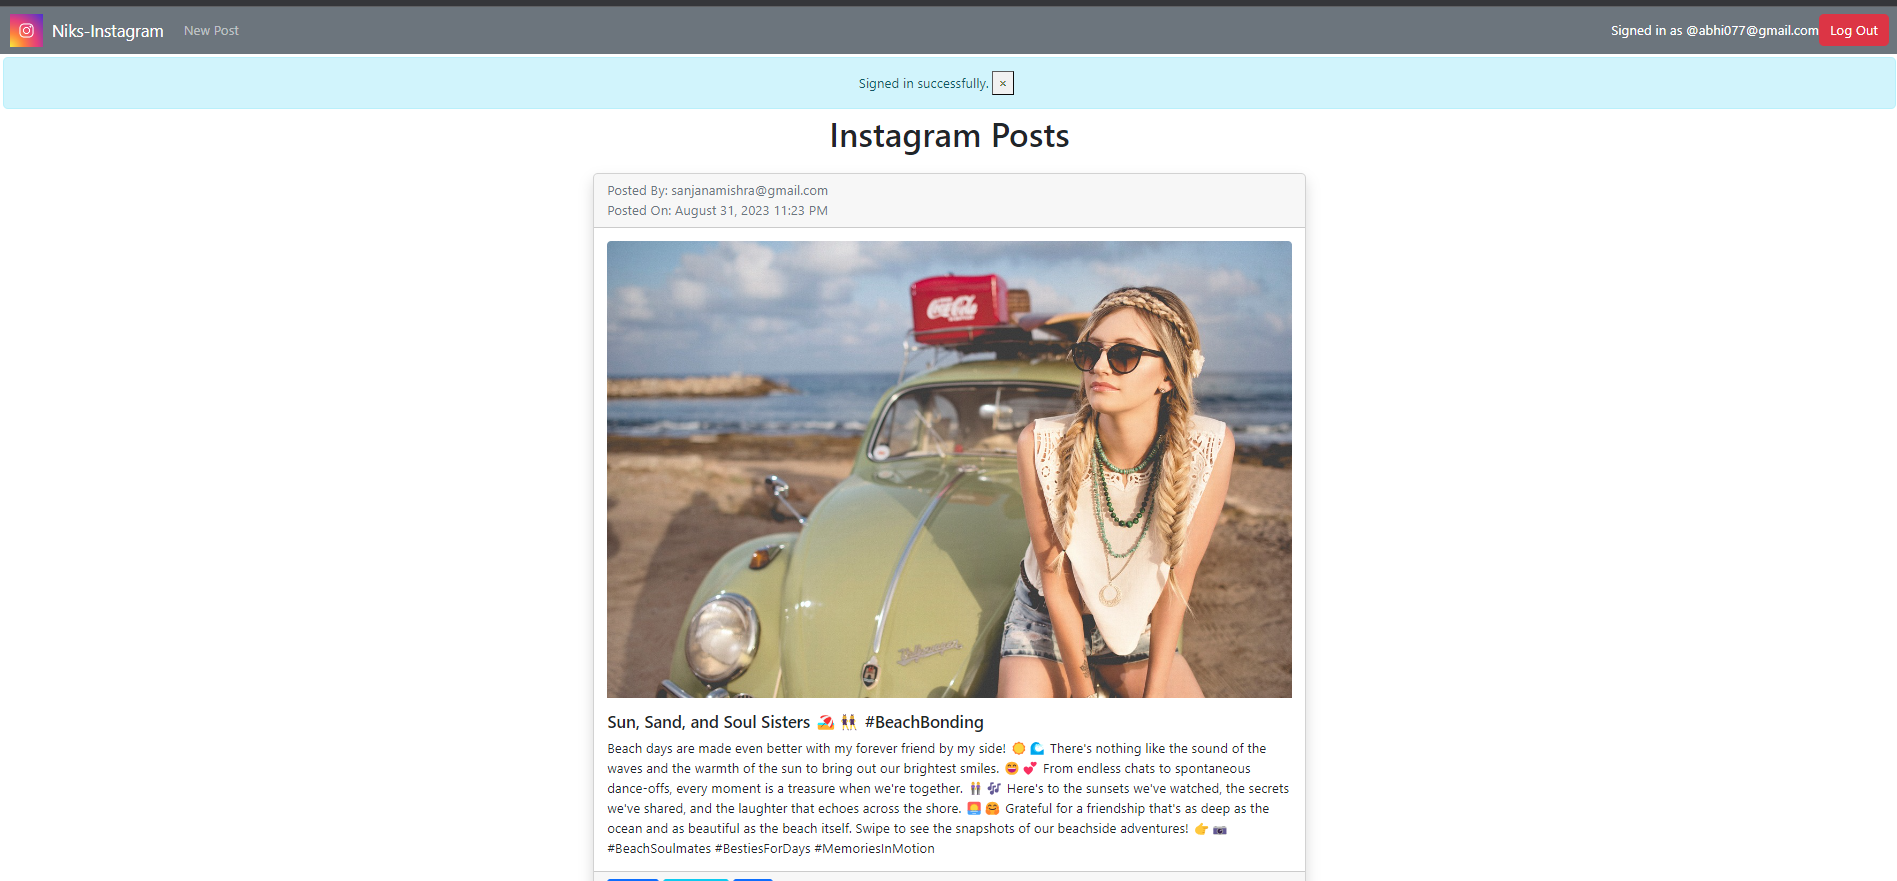 Niks-Instagram New Post Signed in as @abhi077@gmail.com Log Out
Signed in successfully. ×
Instagram Posts
Posted By: sanjanamishra@gmail.com
Posted On: August 31, 2023 11:23 PM
Coca-Cola
Volkswagen
Sun, Sand, and Soul Sisters 🏖️👯 #BeachBonding
Beach days are made even better with my forever friend by my side! 🌞🌊 There's nothing like the sound of the
waves and the warmth of the sun to bring out our brightest smiles. 😄💕 From endless chats to spontaneous
dance-offs, every moment is a treasure when we're together. 👭🎶 Here's to the sunsets we've watched, the secrets
we've shared, and the laughter that echoes across the shore. 🌅🤗 Grateful for a friendship that's as deep as the
ocean and as beautiful as the beach itself. Swipe to see the snapshots of our beachside adventures! 👉📷
#BeachSoulmates #BestiesForDays #MemoriesInMotion